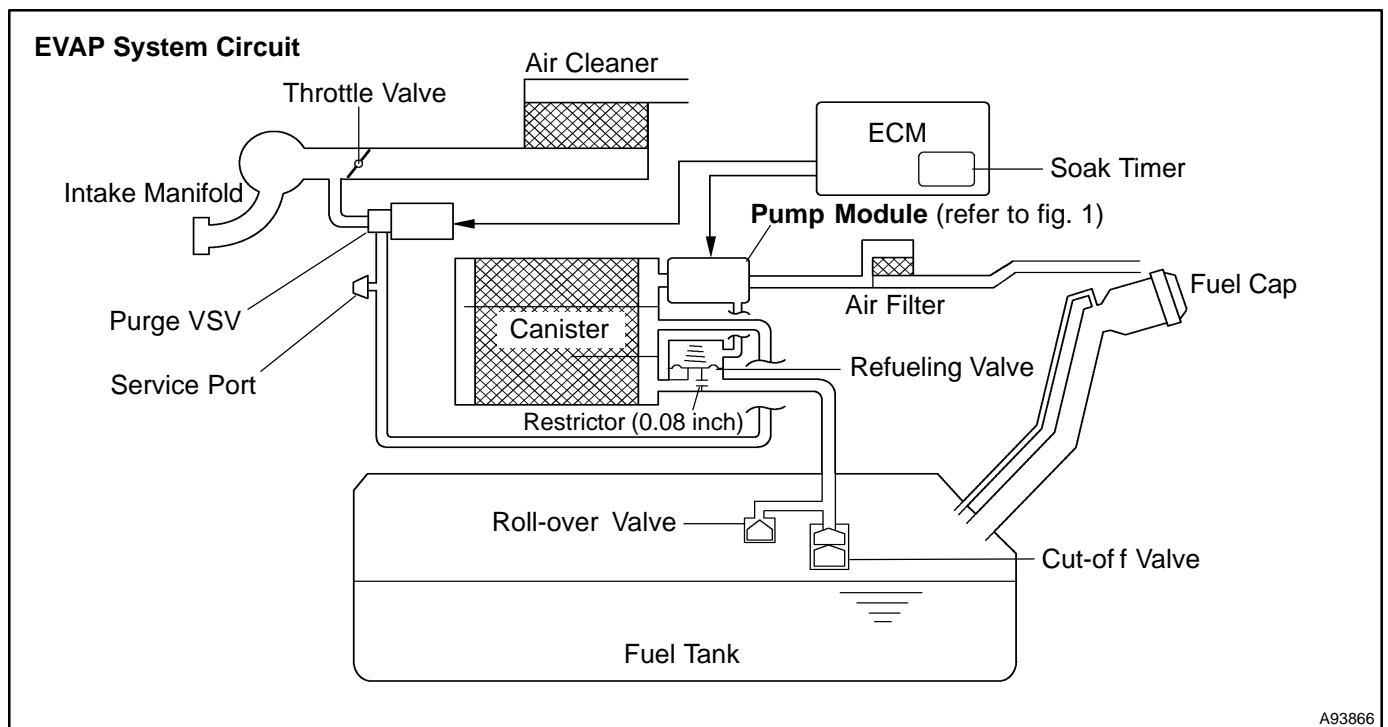 EVAP System Circuit
Air Cleaner
Throttle Valve
ECM
Soak Timer
Intake Manifold
Pump Module (refer to fig. 1)
Fuel Cap
Air Filter
Purge VSV
Canister
Service Port
Refueling Valve
Restrictor (0.08 inch)
Roll-over Valve
Cut-off Valve
Fuel Tank
A93866